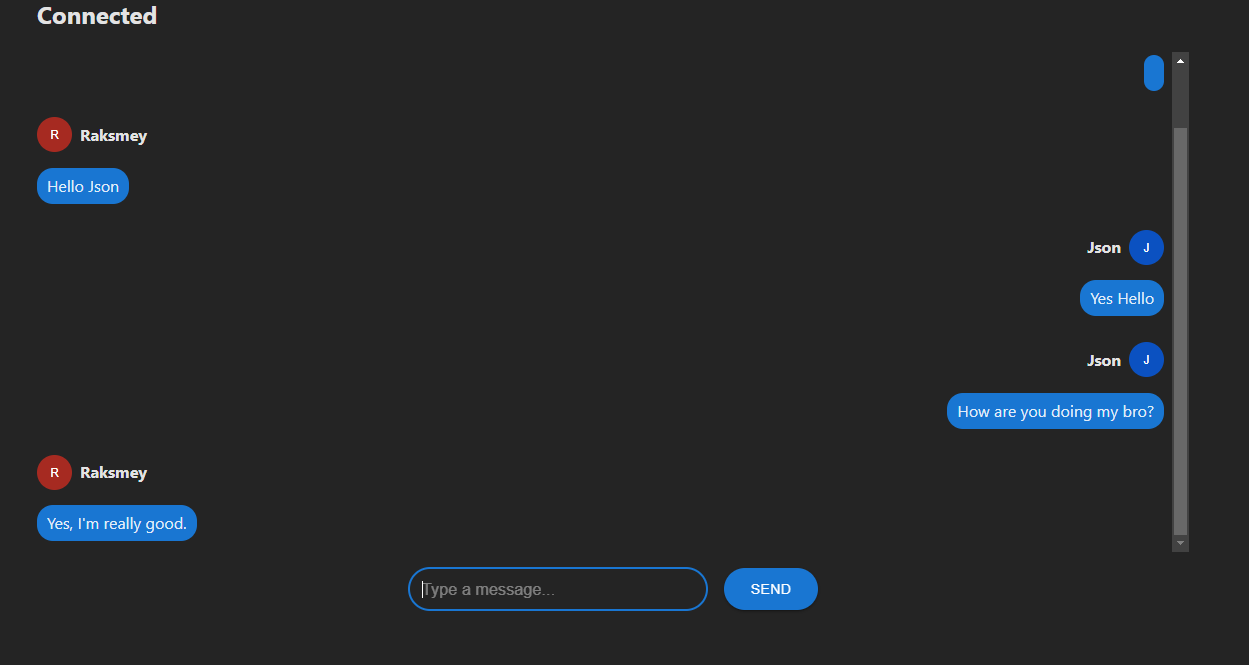 Connected
R Raksmey
Hello Json
Json J
Yes Hello
Json J
How are you doing my bro?
R Raksmey
Yes, I'm really good.
Type a message... SEND